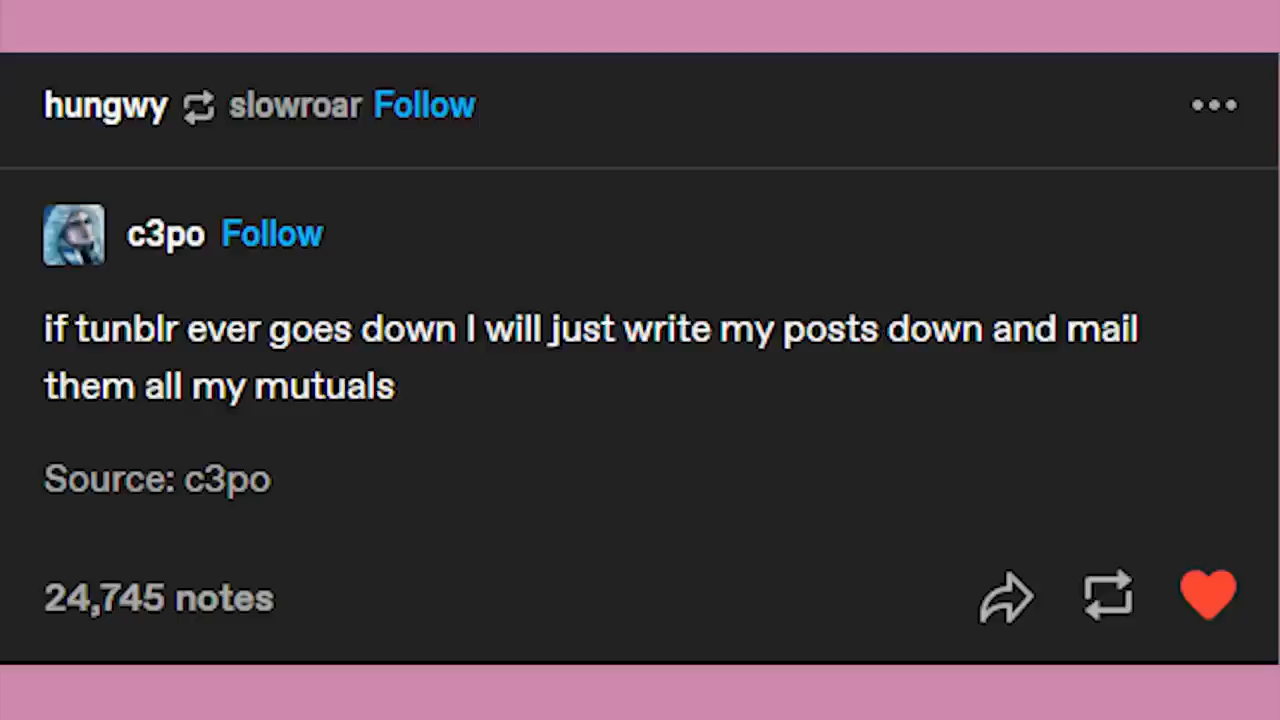 hungwy slowroar Follow
c3po Follow
if tunblr ever goes down I will just write my posts down and mail
them all my mutuals
Source: c3po
24,745 notes